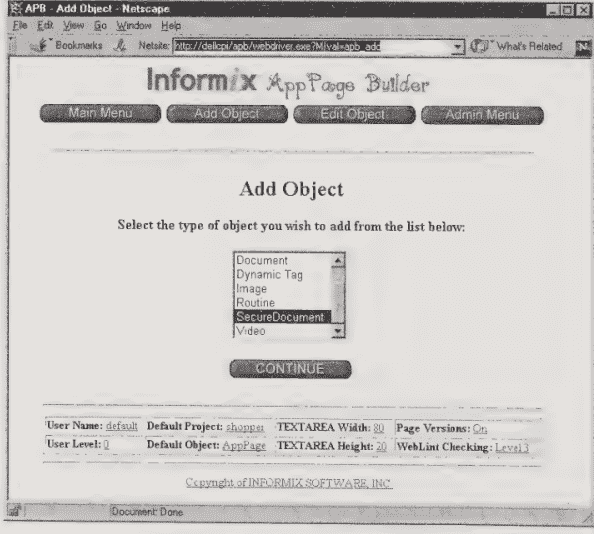 APB - Add Object - Netscape
File Edit View Go Window Help
Bookmarks Netsite: http://dellcpi/apb/webdriver.exe?MIval=apb_add What's Related N
Informix AppPage Builder
Main Menu Add Object Edit Object Admin Menu
Add Object
Select the type of object you wish to add from the list below:
Document
Dynamic Tag
Image
Routine
SecureDocument
Video
CONTINUE
User Name: default Default Project: shopper TEXTAREA Width: 80 Page Versions: On
User Level: 0 Default Object: AppPage TEXTAREA Height: 20 WebLint Checking: Level 3
Copyright of INFORMIX SOFTWARE, INC.
Document: Done